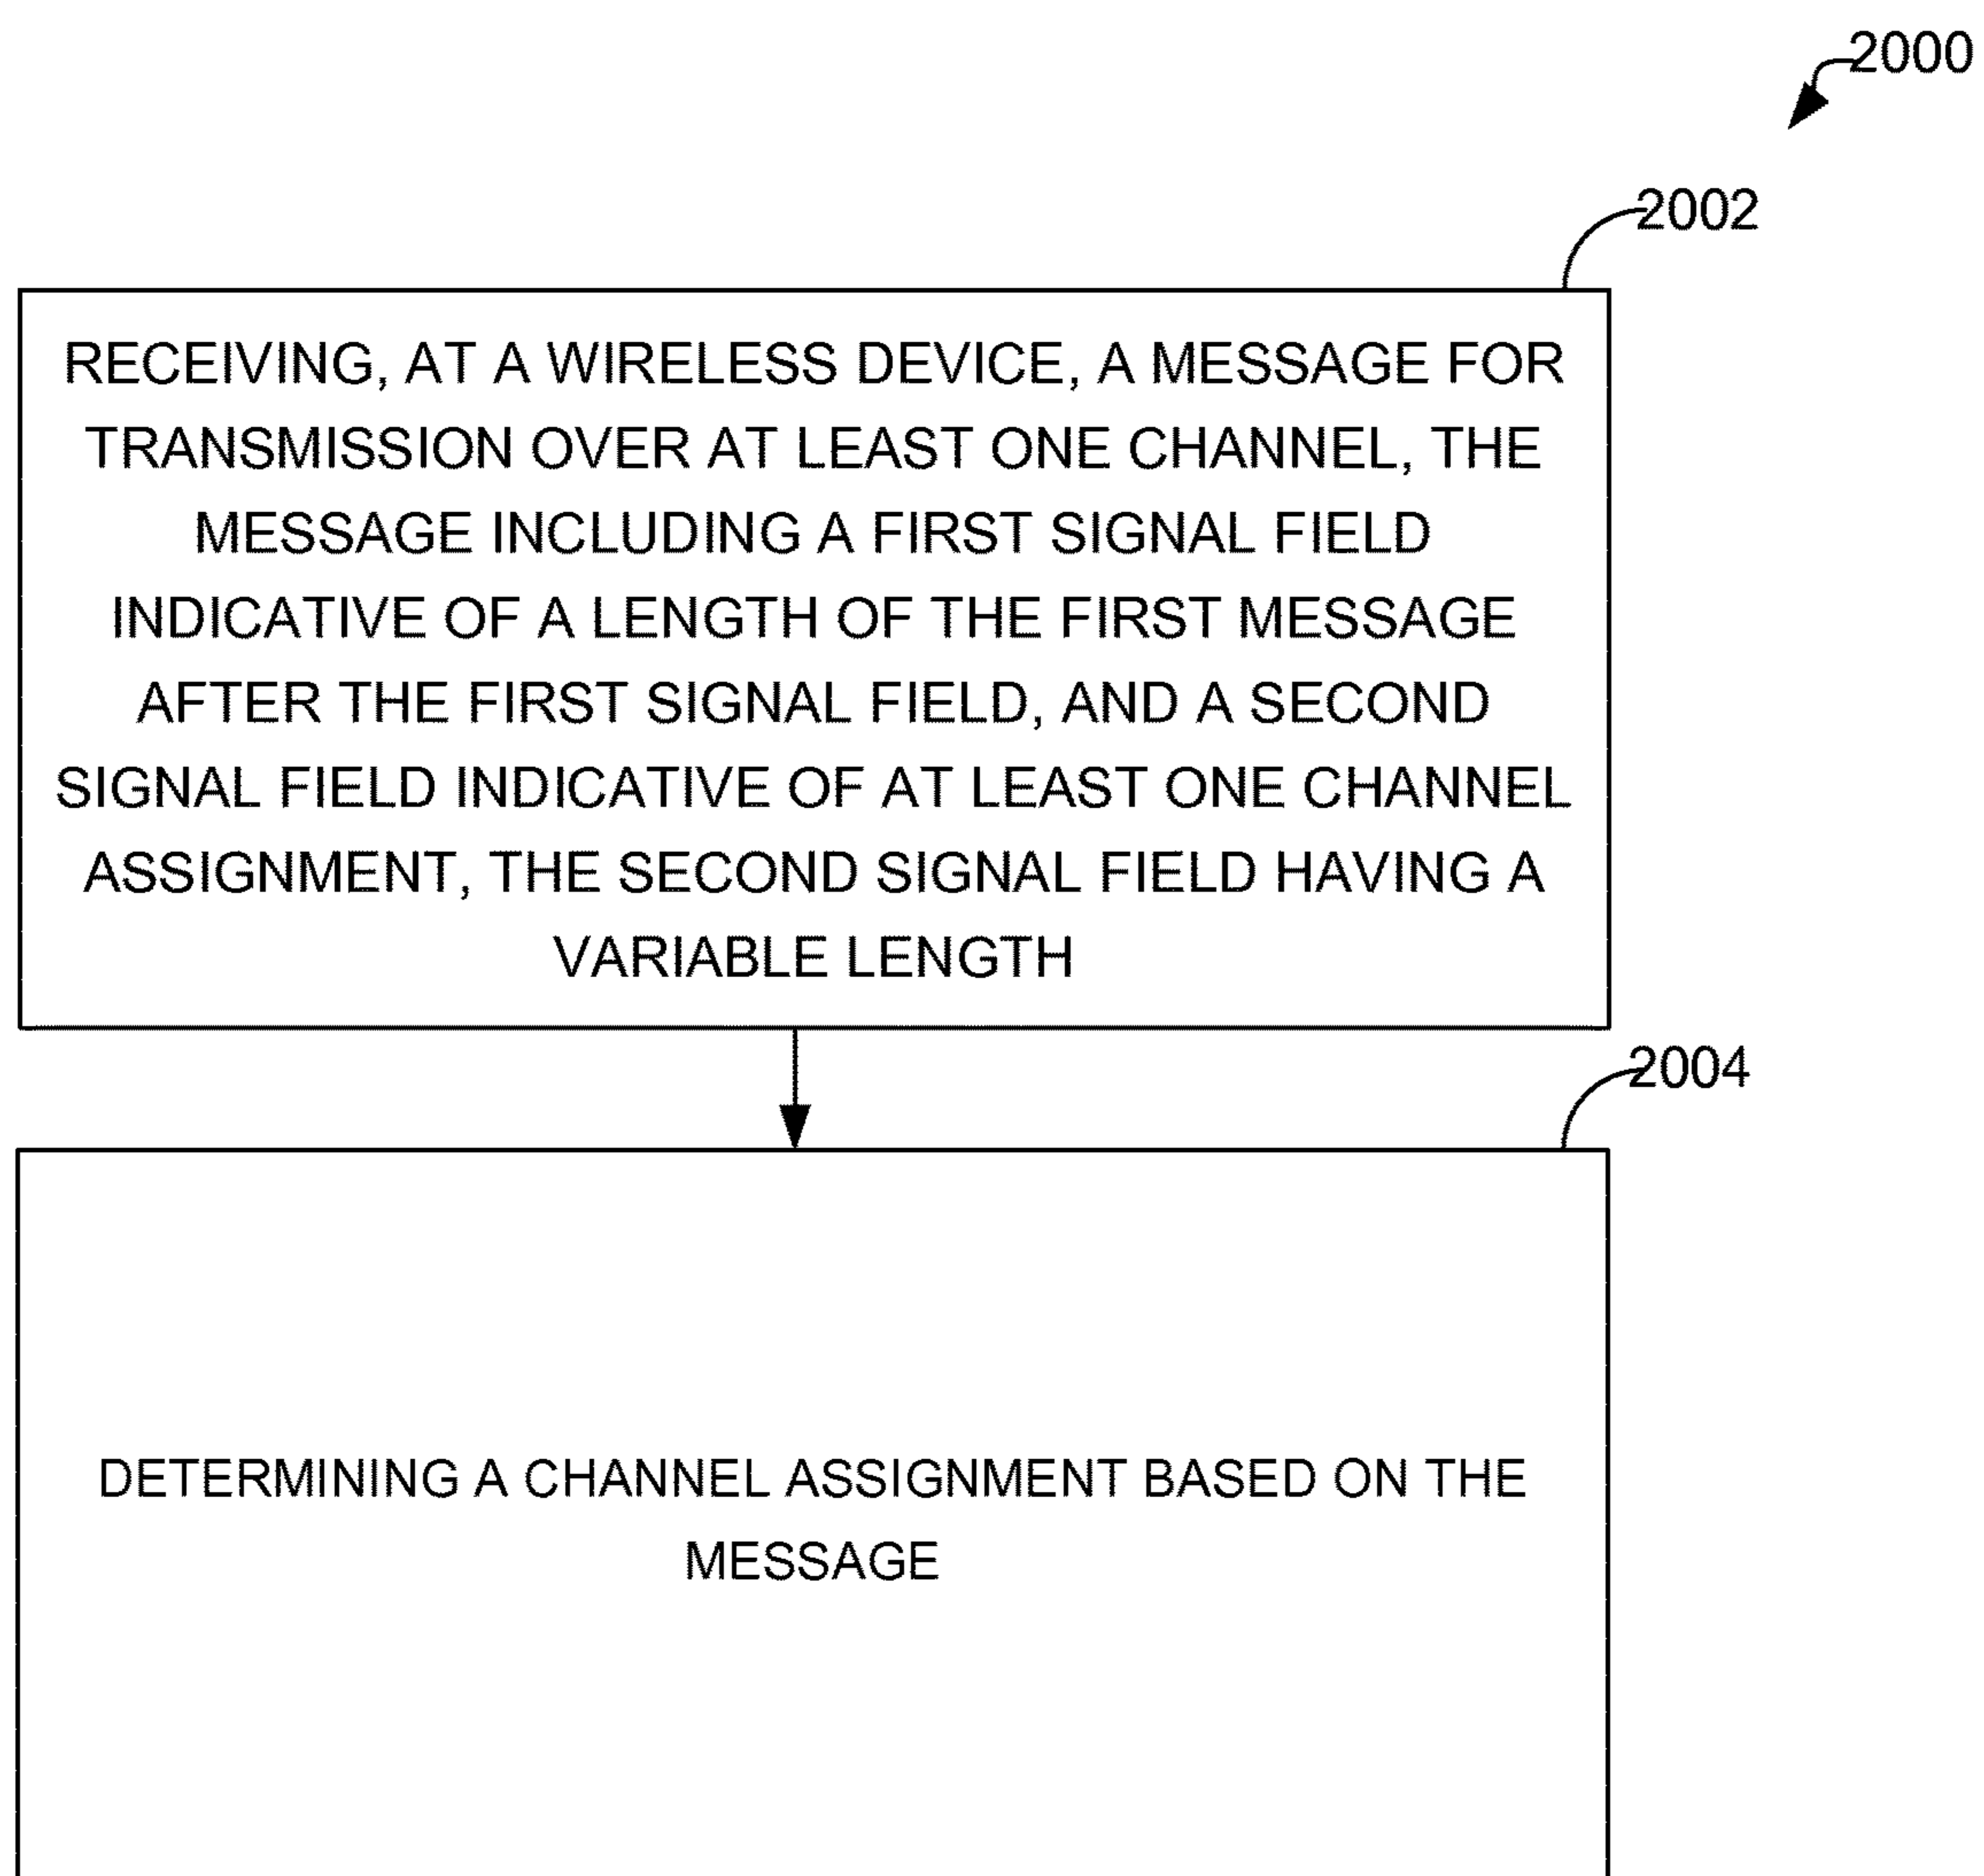 2000
2002
RECEIVING, AT A WIRELESS DEVICE, A MESSAGE FOR
TRANSMISSION OVER AT LEAST ONE CHANNEL, THE
MESSAGE INCLUDING A FIRST SIGNAL FIELD
INDICATIVE OF A LENGTH OF THE FIRST MESSAGE
AFTER THE FIRST SIGNAL FIELD, AND A SECOND
SIGNAL FIELD INDICATIVE OF AT LEAST ONE CHANNEL
ASSIGNMENT, THE SECOND SIGNAL FIELD HAVING A
VARIABLE LENGTH
2004
DETERMINING A CHANNEL ASSIGNMENT BASED ON THE
MESSAGE